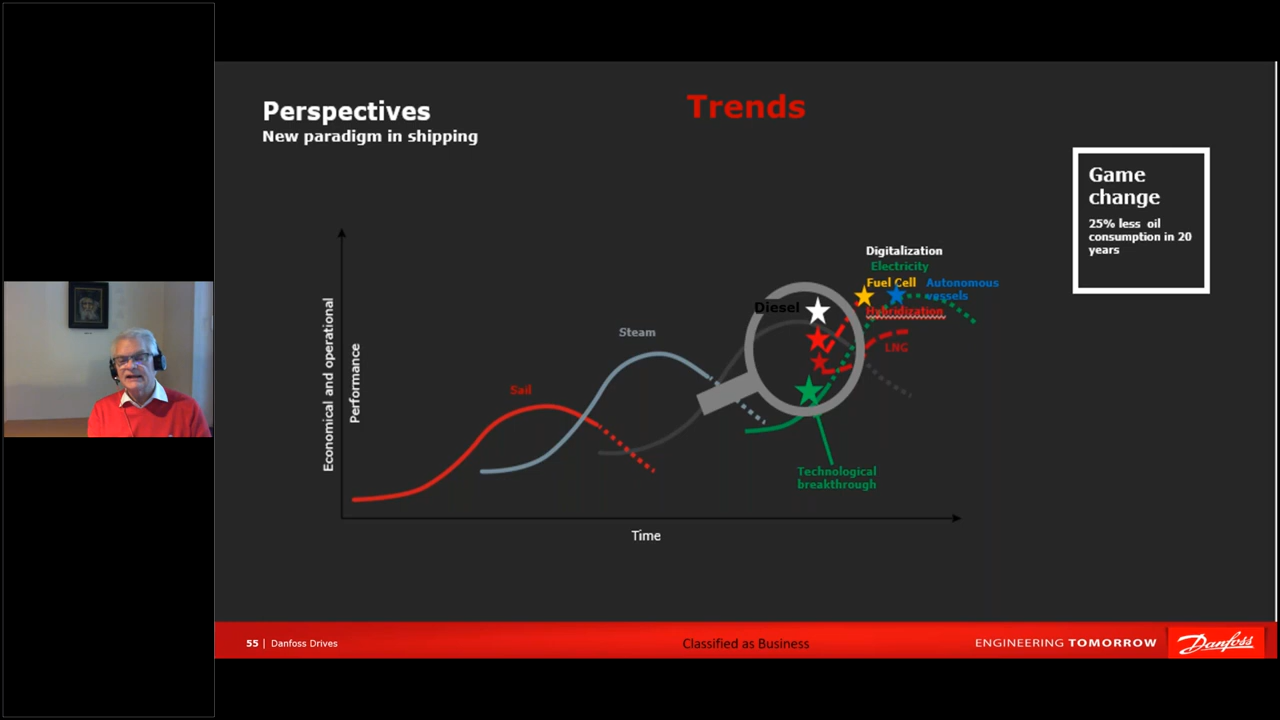 Perspectives
New paradigm in shipping
Trends
Game
change
25% less oil
consumption in 20
years
Economical and operational
Performance
Digitalization
Electricity
Fuel Cell
Autonomous
vessels
Hybridization
Diesel
Steam
LNG
Sail
Technological
breakthrough
Time
55 | Danfoss Drives
Classified as Business
ENGINEERING TOMORROW
Danfoss